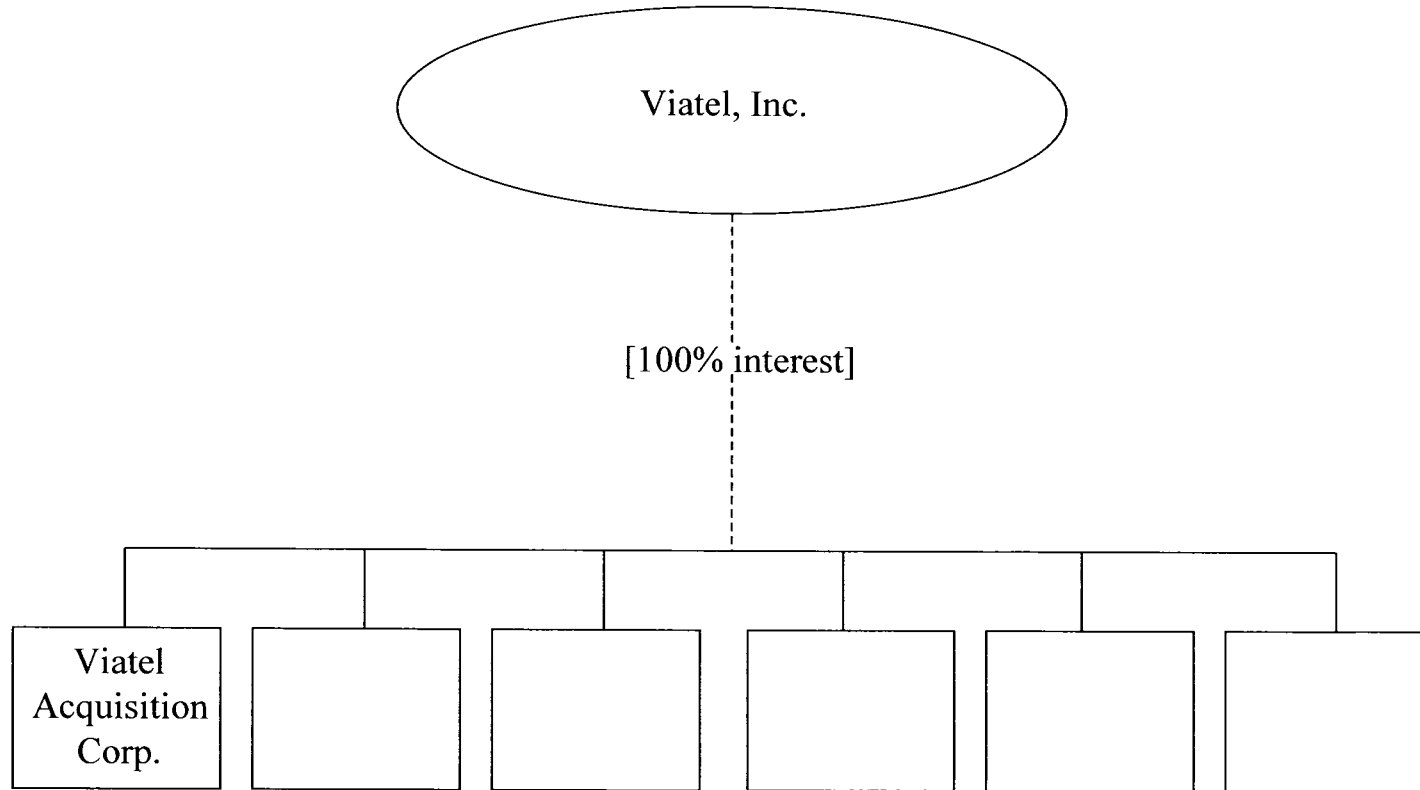 Viatel, Inc.
[100% interest]
Viatel
Acquisition
Corp.